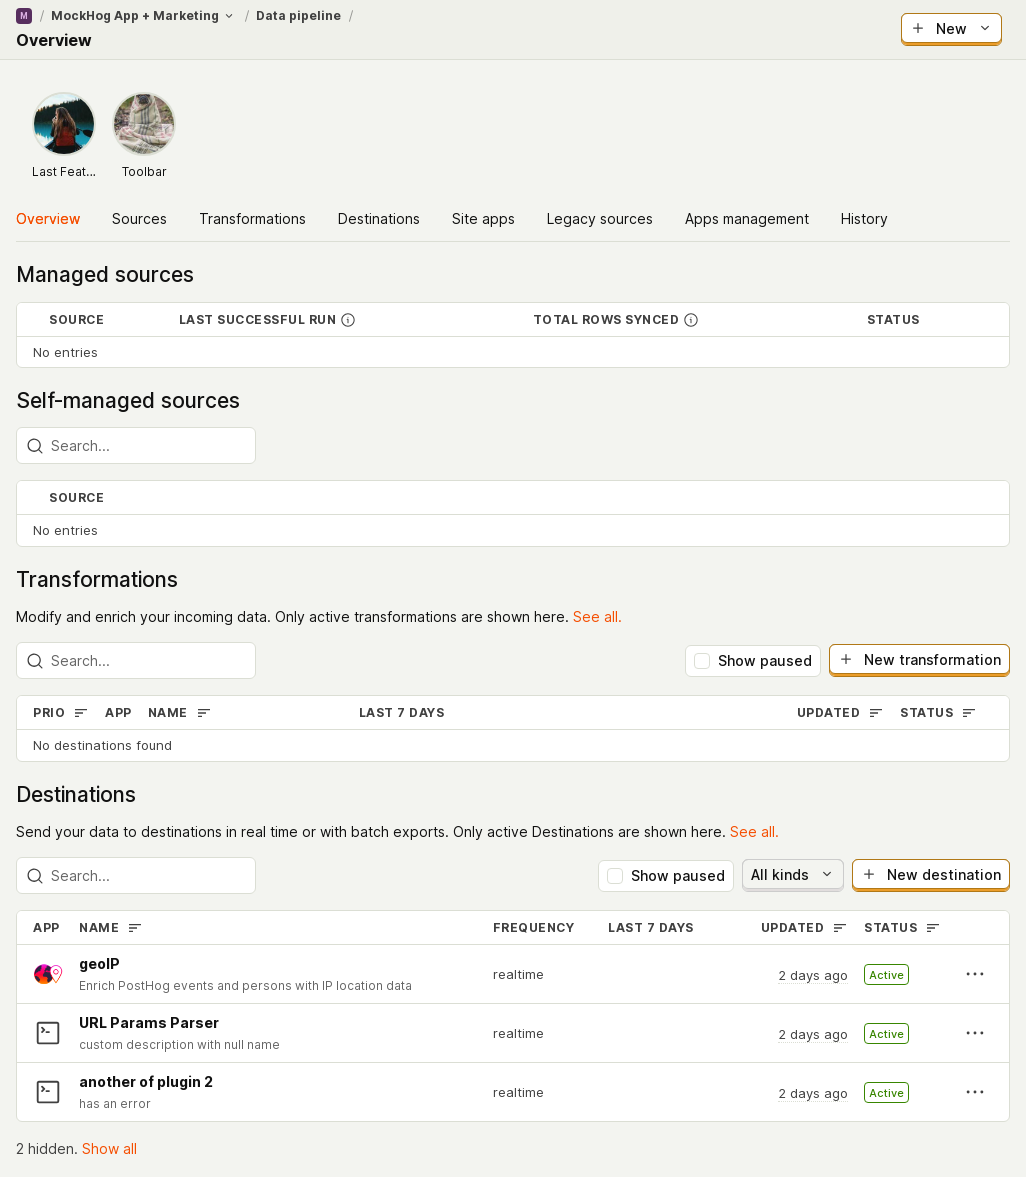 M / MockHog App + Marketing / Data pipeline /
Overview
New
Last Feat... Toolbar
Overview Sources Transformations Destinations Site apps Legacy sources Apps management History
Managed sources
SOURCE LAST SUCCESSFUL RUN TOTAL ROWS SYNCED STATUS
No entries
Self-managed sources
Search...
SOURCE
No entries
Transformations
Modify and enrich your incoming data. Only active transformations are shown here. See all.
Search... Show paused New transformation
PRIO APP NAME LAST 7 DAYS UPDATED STATUS
No destinations found
Destinations
Send your data to destinations in real time or with batch exports. Only active Destinations are shown here. See all.
Search... Show paused All kinds New destination
APP NAME FREQUENCY LAST 7 DAYS UPDATED STATUS
geoIP
Enrich PostHog events and persons with IP location data
realtime 2 days ago Active
URL Params Parser
custom description with null name
realtime 2 days ago Active
another of plugin 2
has an error
realtime 2 days ago Active
2 hidden. Show all